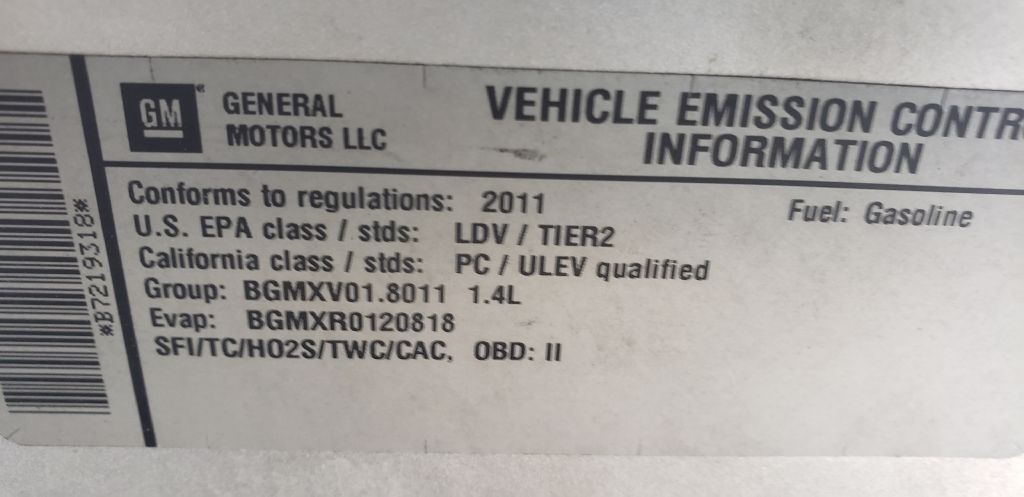 GM
GENERAL
MOTORS LLC
VEHICLE EMISSION CONTR
INFORMATION
Conforms to regulations: 2011
Fuel: Gasoline
U.S. EPA class / stds: LDV / TIER2
California class / stds: PC / ULEV qualified
Group: BGMXV01.8011 1.4L
Evap: BGMXR0120818
SFI/TC/HO2S/TWC/CAC, OBD: II
*B7219318*